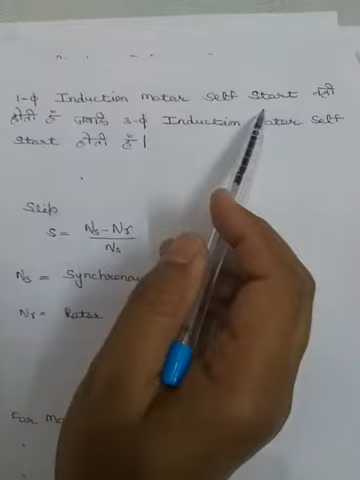 1-ϕ Induction motor self start नही
होती हैं जबकि 3-ϕ Induction motor self
start होती हैं।
Slip
S = Ns - Nr / Ns
Ns = Synchronou
Nr = Rotor
For Mo